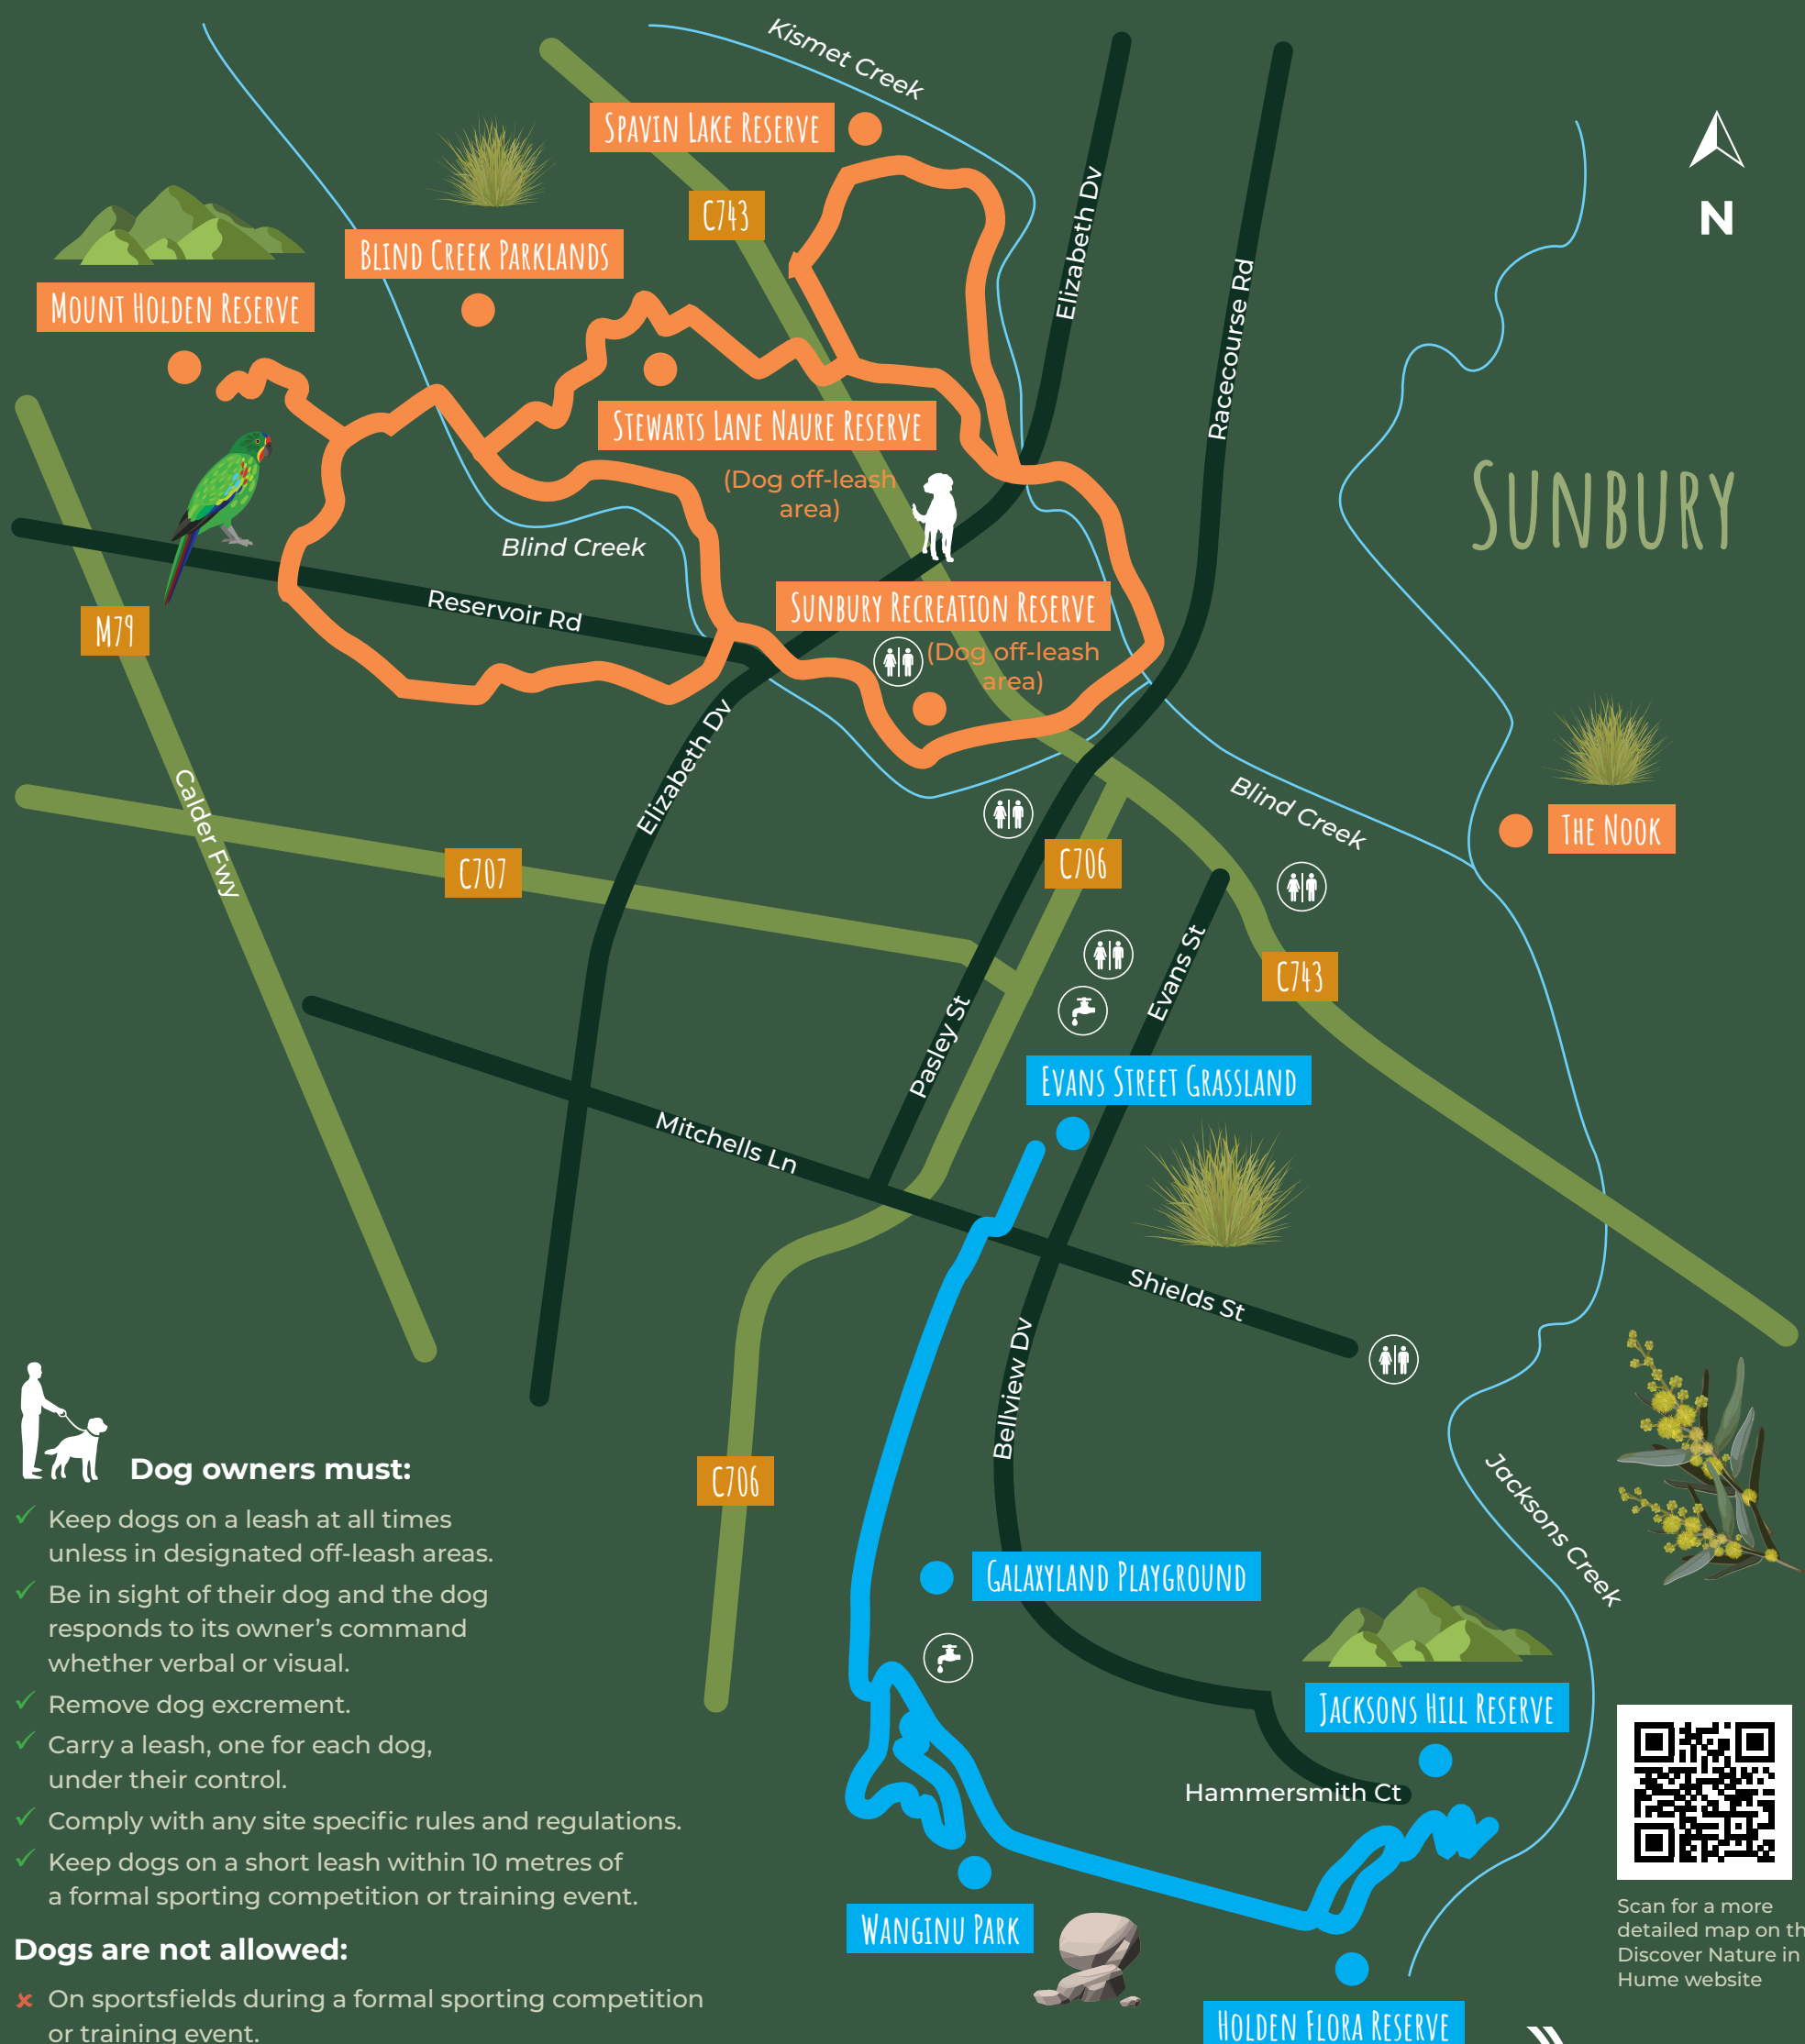 Kismet Creek
Spavin Lake Reserve
C743
Elizabeth Dv
Racecourse Rd
N
Blind Creek Parklands
Mount Holden Reserve
Stewarts Lane Naure Reserve
(Dog off-leash
area)
Sunbury
Blind Creek
Reservoir Rd
Sunbury Recreation Reserve
(Dog off-leash
area)
M79
Elizabeth Dv
Calder Fwy
Blind Creek
The Nook
C707
C706
C743
Evans St
Pasley St
Evans Street Grassland
Mitchells Ln
Shields St
Bellview Dv
C706
Jacksons Creek
Galaxyland Playground
Jacksons Hill Reserve
Hammersmith Ct
Wanginu Park
Holden Flora Reserve
Dog owners must:
Keep dogs on a leash at all times
unless in designated off-leash areas.
Be in sight of their dog and the dog
responds to its owner's command
whether verbal or visual.
Remove dog excrement.
Carry a leash, one for each dog,
under their control.
Comply with any site specific rules and regulations.
Keep dogs on a short leash within 10 metres of
a formal sporting competition or training event.
Dogs are not allowed:
On sportsfields during a formal sporting competition
or training event.
Scan for a more
detailed map on th
Discover Nature in
Hume website